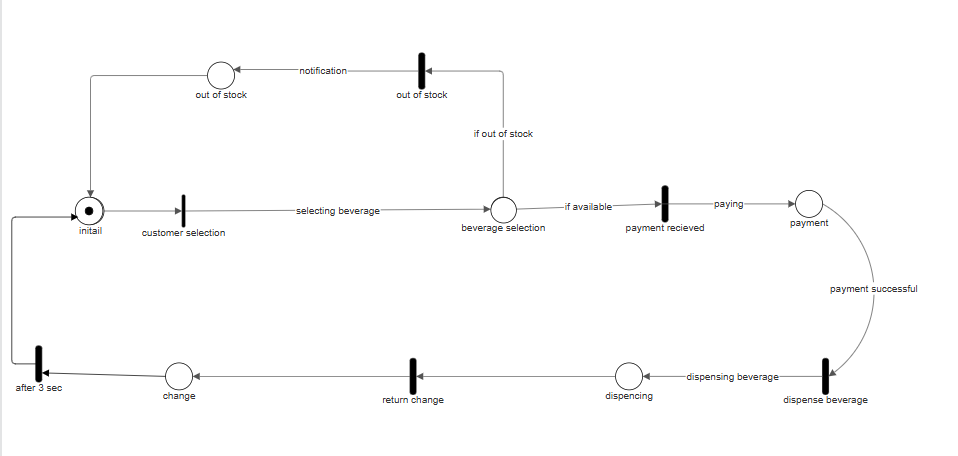 notification
out of stock
out of stock
if out of stock
initail
customer selection
selecting beverage
beverage selection
if available
payment recieved
paying
payment
payment successful
after 3 sec
change
return change
dispencing
dispensing beverage
dispense beverage